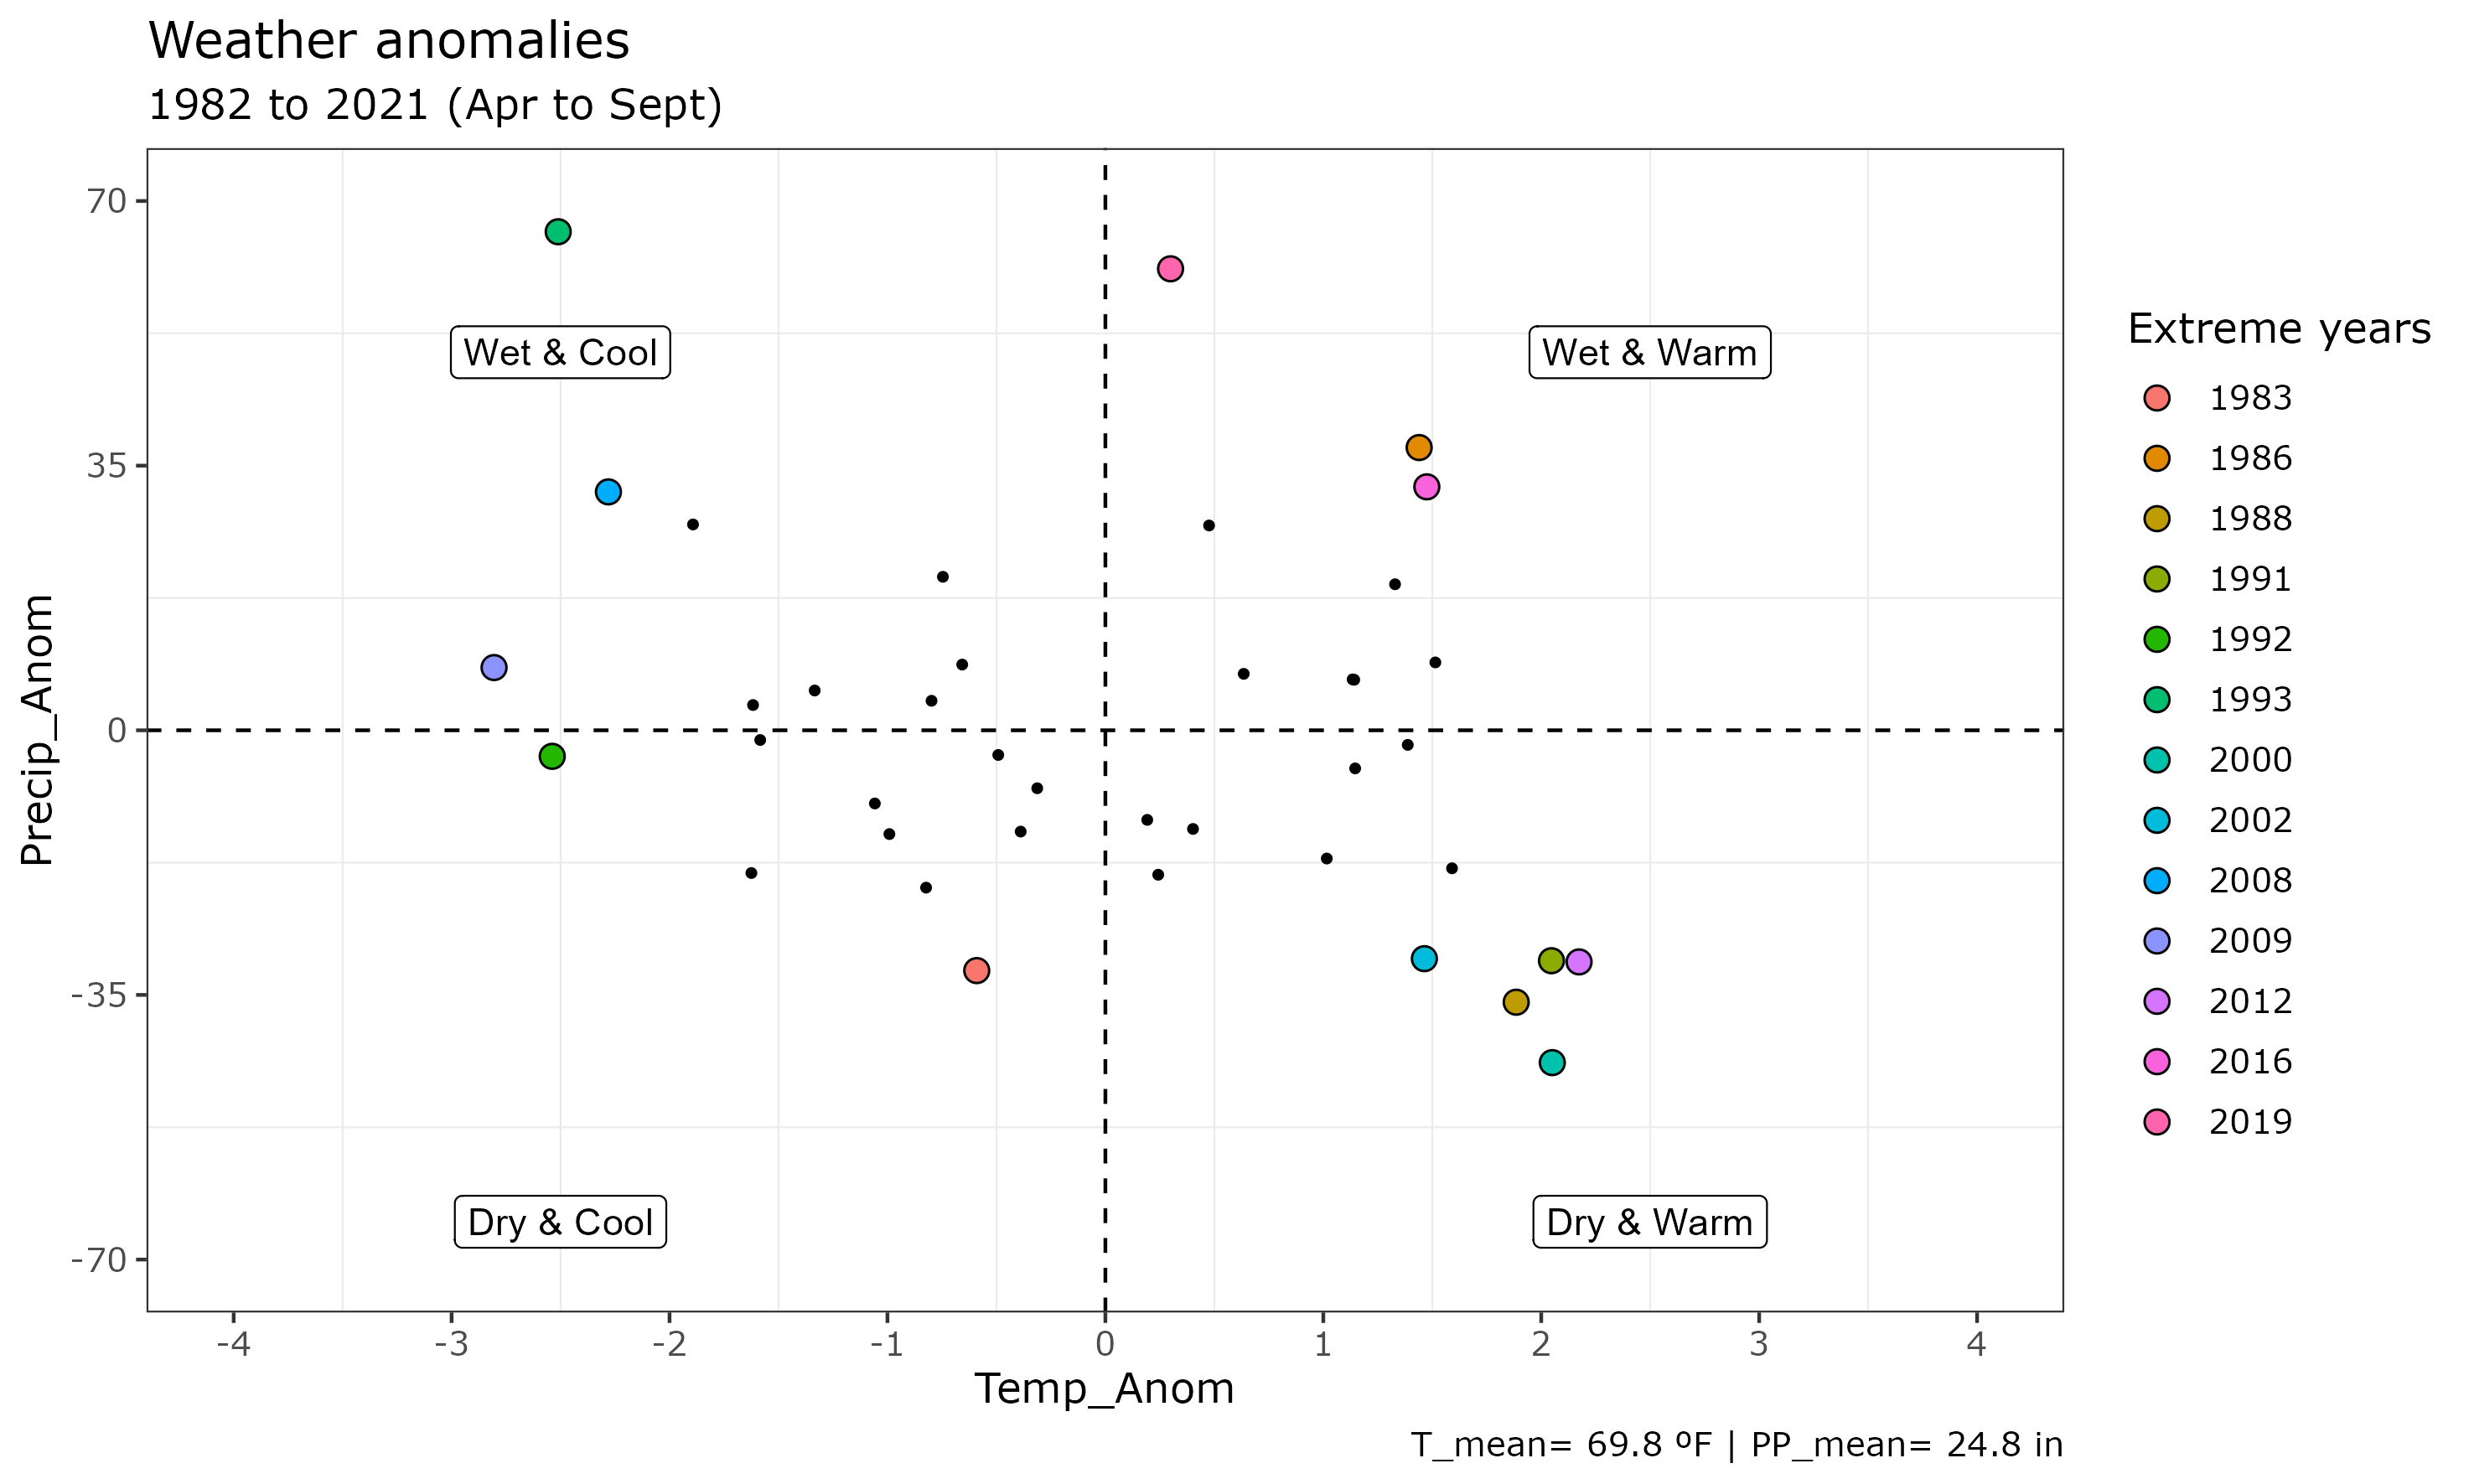 Weather anomalies
1982 to 2021 (Apr to Sept)
70
35
0
-35
-70
Precip_Anom
Wet & Cool
Wet & Warm
Dry & Cool
Dry & Warm
-4 -3 -2 -1 0 1 2 3 4
Temp_Anom
T_mean= 69.8 ºF | PP_mean= 24.8 in
Extreme years
1983
1986
1988
1991
1992
1993
2000
2002
2008
2009
2012
2016
2019